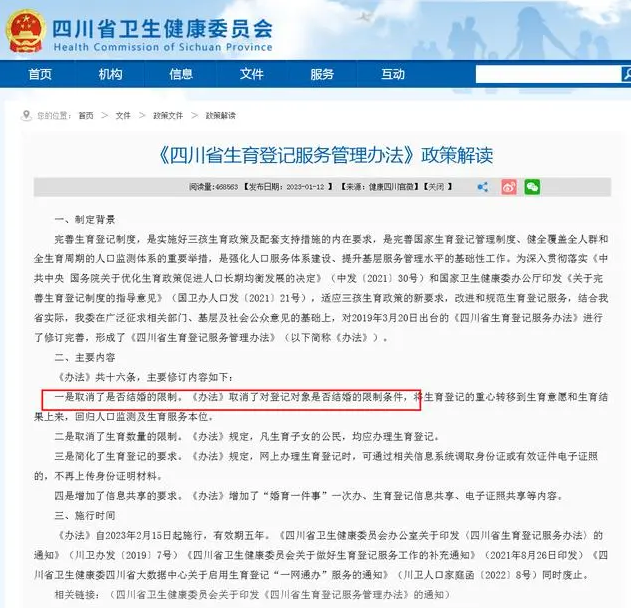 四川省卫生健康委员会
Health Commission of Sichuan Province
首页 机构 信息 文件 服务 互动
您的位置: 首页 > 文件 > 政策文件 > 政策解读
《四川省生育登记服务管理办法》政策解读
阅读量:468563 【发布日期: 2023-01-12 】 【来源: 健康四川官微】【关闭 】
一、制定背景
完善生育登记制度，是实施好三孩生育政策及配套支持措施的内在要求，是完善国家生育登记管理制度、健全覆盖全人群和
全生育周期的人口监测体系的重要举措，是强化人口服务体系建设、提升基层服务管理水平的基础性工作。为深入贯彻落实《中
共中央 国务院关于优化生育政策促进人口长期均衡发展的决定》（中发〔2021〕30号）和国家卫生健康委办公厅印发《关于完
善生育登记制度的指导意见》（国卫办人口发〔2021〕21号），适应三孩生育政策的新要求，改进和规范生育登记服务，结合我
省实际，我委在广泛征求相关部门、基层及社会公众意见的基础上，对2019年3月20日出台的《四川省生育登记服务办法》进行
了修订完善，形成了《四川省生育登记服务管理办法》（以下简称《办法》）。
二、主要内容
《办法》共十六条，主要修订内容如下：
一是取消了是否结婚的限制。《办法》取消了对登记对象是否结婚的限制条件，将生育登记的重心转移到生育意愿和生育结
果上来，回归人口监测及生育服务本位。
二是取消了生育数量的限制。《办法》规定，凡生育子女的公民，均应办理生育登记。
三是简化了生育登记的要求。《办法》规定，网上办理生育登记时，可通过相关信息系统调取身份证或有效证件电子证照
的，不再上传身份证明材料。
四是增加了信息共享的要求。《办法》增加了“婚育一件事”一次办、生育登记信息共享、电子证照共享等内容。
三、施行时间
《办法》自2023年2月15日起施行，有效期五年。《四川省卫生健康委员会办公室关于印发〈四川省生育登记服务办法〉的
通知》（川卫办发〔2019〕7号）《四川省卫生健康委员会关于做好生育登记服务工作的补充通知》（2021年8月26日印发）《四
川省卫生健康委四川省大数据中心关于启用生育登记“一网通办”服务的通知》（川卫人口家庭函〔2022〕8号）同时废止。
相关链接：（四川省卫生健康委员会关于印发《四川省生育登记服务管理办法》的通知）